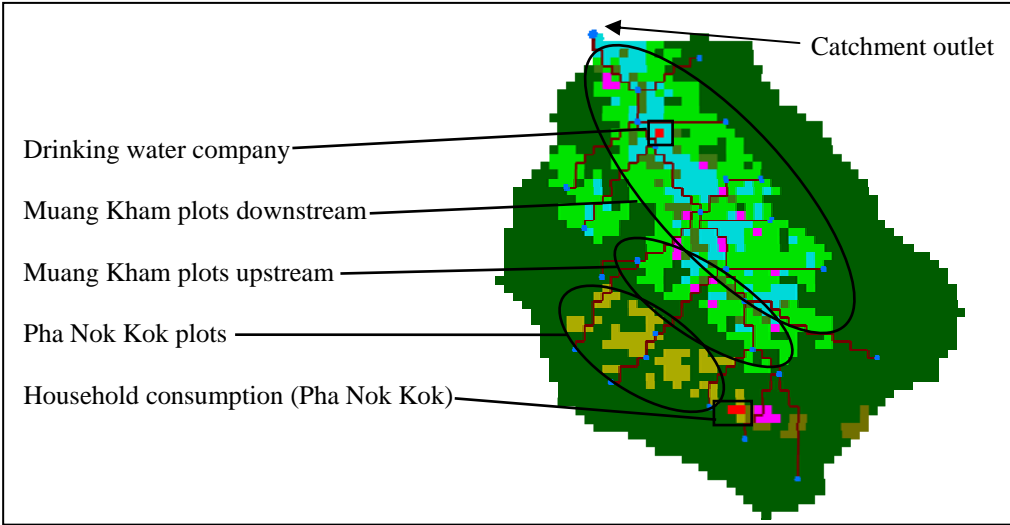 Catchment outlet
Drinking water company
Muang Kham plots downstream
Muang Kham plots upstream
Pha Nok Kok plots
Household consumption (Pha Nok Kok)